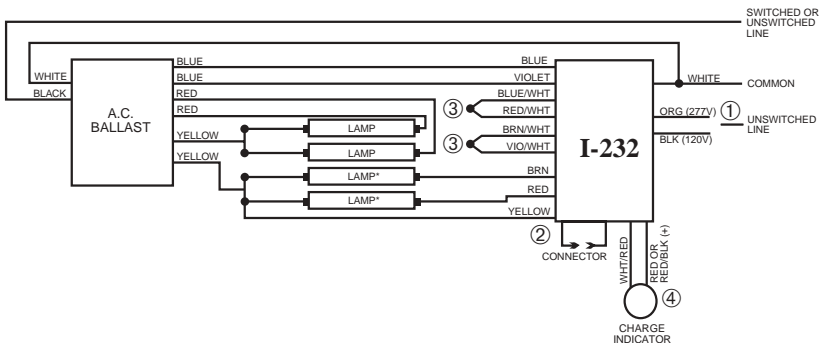 SWITCHED OR
UNSWITCHED
LINE
WHITE
BLACK
A.C.
BALLAST
BLUE
BLUE
RED
RED
YELLOW
YELLOW
LAMP
LAMP
LAMP*
LAMP*
BLUE
VIOLET
BLUE/WHT
③
RED/WHT
BRN/WHT
③
VIO/WHT
BRN
RED
YELLOW
I-232
WHITE
COMMON
ORG (277V)
①
UNSWITCHED
LINE
BLK (120V)
②
CONNECTOR
WHT/RED
RED OR
RED/BLK (+)
④
CHARGE
INDICATOR